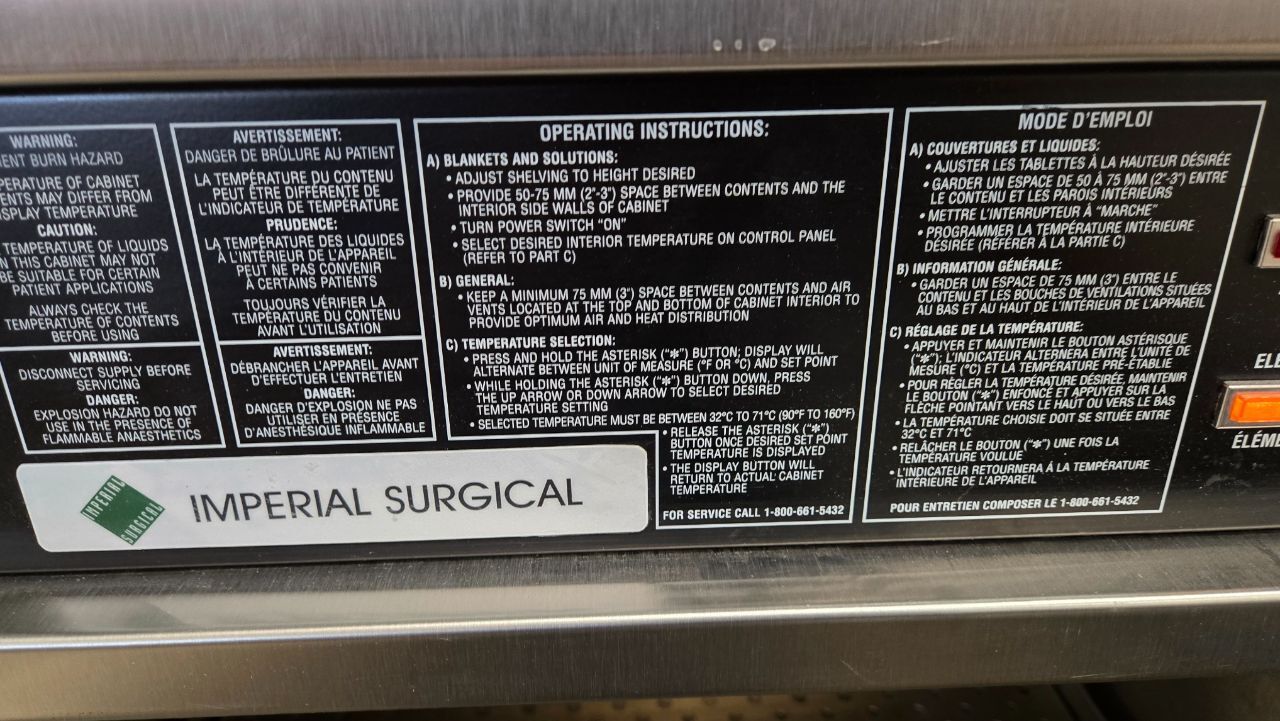 WARNING:
BURN HAZARD
OF CABINET
MAY DIFFER FROM
TEMPERATURE
CAUTION:
TEMPERATURE OF LIQUIDS
THIS CABINET MAY NOT
BE SUITABLE FOR CERTAIN
PATIENT APPLICATIONS
ALWAYS CHECK THE
TEMPERATURE OF CONTENTS
BEFORE USING
WARNING:
DISCONNECT SUPPLY BEFORE
SERVICING
DANGER:
EXPLOSION HAZARD DO NOT
USE IN THE PRESENCE OF
FLAMMABLE ANAESTHETICS
AVERTISSEMENT:
DANGER DE BRÛLURE AU PATIENT
LA TEMPÉRATURE DU CONTENU
PEUT ÊTRE DIFFÉRENTE DE
L'INDICATEUR DE TEMPÉRATURE
PRUDENCE:
LA TEMPÉRATURE DES LIQUIDES
À L'INTÉRIEUR DE L'APPAREIL
PEUT NE PAS CONVENIR
À CERTAINS PATIENTS
TOUJOURS VÉRIFIER LA
TEMPÉRATURE DU CONTENU
AVANT L'UTILISATION
AVERTISSEMENT:
DÉBRANCHER L'APPAREIL AVANT
D'EFFECTUER L'ENTRETIEN
DANGER:
DANGER D'EXPLOSION NE PAS
UTILISER EN PRÉSENCE
D'ANESTHÉSIQUE INFLAMMABLE
OPERATING INSTRUCTIONS:
A) BLANKETS AND SOLUTIONS:
• ADJUST SHELVING TO HEIGHT DESIRED
• PROVIDE 50-75 MM (2"-3") SPACE BETWEEN CONTENTS AND THE
INTERIOR SIDE WALLS OF CABINET
• TURN POWER SWITCH "ON"
• SELECT DESIRED INTERIOR TEMPERATURE ON CONTROL PANEL
(REFER TO PART C)
B) GENERAL:
• KEEP A MINIMUM 75 MM (3") SPACE BETWEEN CONTENTS AND AIR
VENTS LOCATED AT THE TOP AND BOTTOM OF CABINET INTERIOR TO
PROVIDE OPTIMUM AIR AND HEAT DISTRIBUTION
C) TEMPERATURE SELECTION:
• PRESS AND HOLD THE ASTERISK ("✱") BUTTON; DISPLAY WILL
ALTERNATE BETWEEN UNIT OF MEASURE (°F OR °C) AND SET POINT
• WHILE HOLDING THE ASTERISK ("✱") BUTTON DOWN, PRESS
THE UP ARROW OR DOWN ARROW TO SELECT DESIRED
TEMPERATURE SETTING
• SELECTED TEMPERATURE MUST BE BETWEEN 32°C TO 71°C (90°F TO 160°F)
• RELEASE THE ASTERISK ("✱")
BUTTON ONCE DESIRED SET POINT
TEMPERATURE IS DISPLAYED
• THE DISPLAY BUTTON WILL
RETURN TO ACTUAL CABINET
TEMPERATURE
FOR SERVICE CALL 1-800-661-5432
MODE D'EMPLOI
A) COUVERTURES ET LIQUIDES:
• AJUSTER LES TABLETTES À LA HAUTEUR DÉSIRÉE
• GARDER UN ESPACE DE 50 À 75 MM (2"-3") ENTRE
LE CONTENU ET LES PAROIS INTÉRIEURS
• METTRE L'INTERRUPTEUR À "MARCHE"
• PROGRAMMER LA TEMPÉRATURE INTÉRIEURE
DÉSIRÉE (RÉFÉRER À LA PARTIE C)
B) INFORMATION GÉNÉRALE:
• GARDER UN ESPACE DE 75 MM (3") ENTRE LE
CONTENU ET LES BOUCHES DE VENTILATIONS SITUÉES
AU BAS ET AU HAUT DE L'INTÉRIEUR DE L'APPAREIL
C) RÉGLAGE DE LA TEMPÉRATURE:
• APPUYER ET MAINTENIR LE BOUTON ASTÉRISQUE
("✱"); L'INDICATEUR ALTERNERA ENTRE L'UNITÉ DE
MESURE (°C) ET LA TEMPÉRATURE PRÉ-ÉTABLIE
• POUR RÈGLER LA TEMPÉRATURE DÉSIRÉE, MAINTENIR
LE BOUTON ("✱") ENFONCÉ ET APPUYER SUR LA
FLÈCHE POINTANT VERS LE HAUT OU VERS LE BAS
• LA TEMPÉRATURE CHOISIE DOIT SE SITUÉE ENTRE
32°C ET 71°C
• RELÂCHER LE BOUTON ("✱") UNE FOIS LA
TEMPÉRATURE VOULUE
• L'INDICATEUR RETOURNERA À LA TEMPÉRATURE
INTÉRIEURE DE L'APPAREIL
POUR ENTRETIEN COMPOSER LE 1-800-661-5432
IMPERIAL
SURGICAL
IMPERIAL SURGICAL